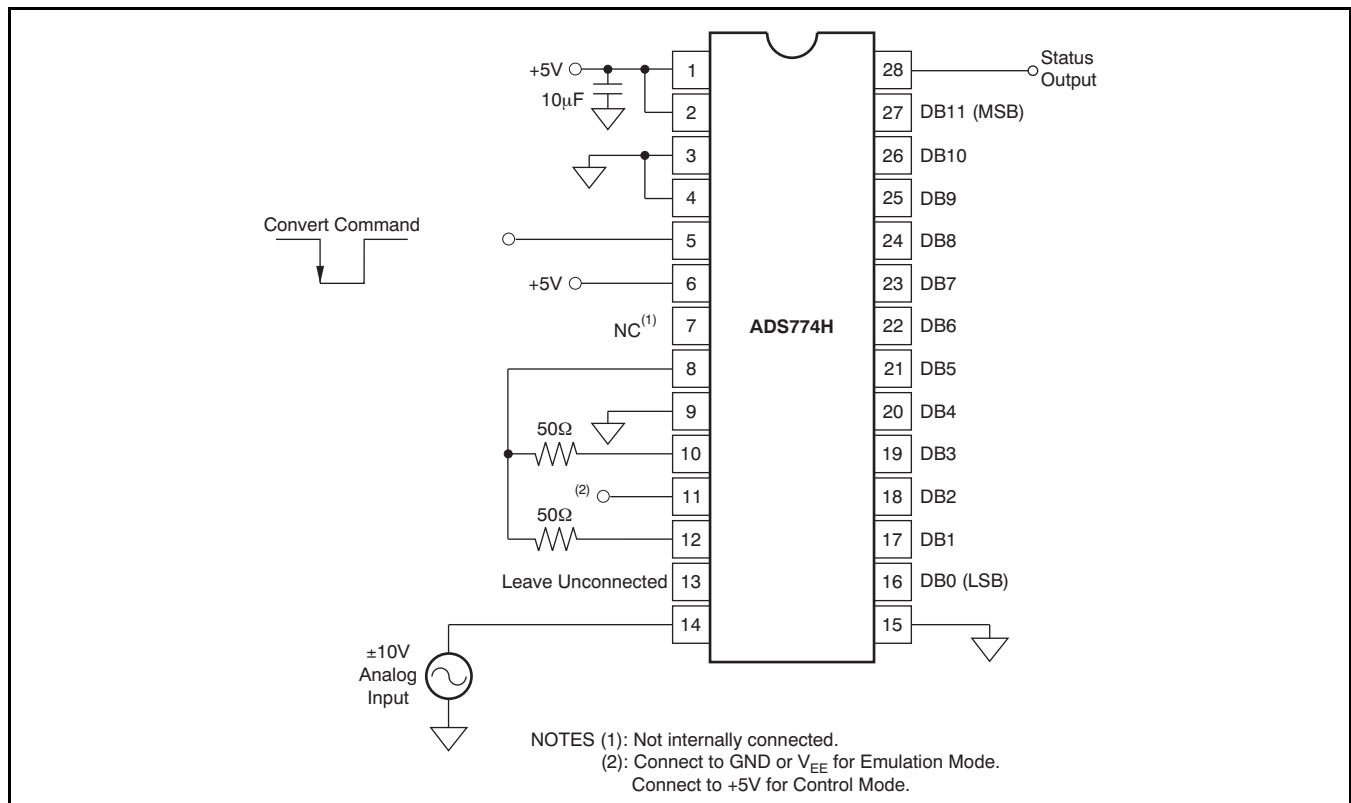 +5V
10µF
1
2
3
4
Convert Command
5
+5V
6
NC(1)
7
8
9
50Ω
10
(2)
11
50Ω
12
Leave Unconnected
13
14
±10V
Analog
Input
ADS774H
28
Status
Output
27
DB11 (MSB)
26
DB10
25
DB9
24
DB8
23
DB7
22
DB6
21
DB5
20
DB4
19
DB3
18
DB2
17
DB1
16
DB0 (LSB)
15
NOTES (1): Not internally connected.
(2): Connect to GND or VEE for Emulation Mode.
Connect to +5V for Control Mode.